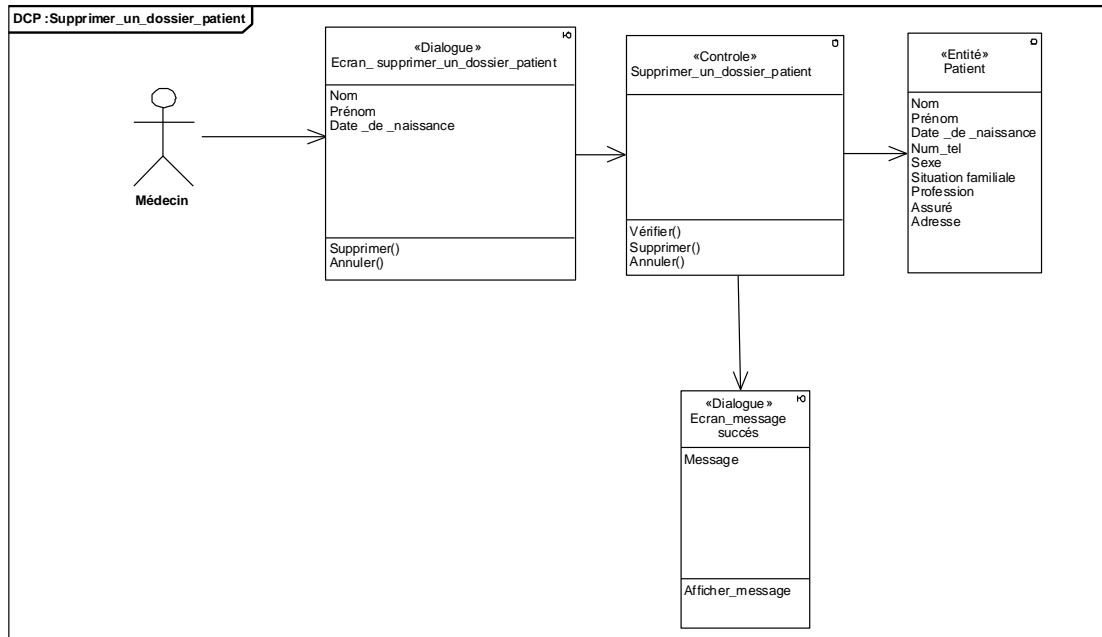 DCP :Supprimer_un_dossier_patient
«Dialogue»
Ecran_ supprimer_un_dossier_patient
Nom
Prénom
Date _de _naissance
Supprimer()
Annuler()
«Controle»
Supprimer_un_dossier_patient
Vérifier()
Supprimer()
Annuler()
«Entité»
Patient
Nom
Prénom
Date _de _naissance
Num_tel
Sexe
Situation familiale
Profession
Assuré
Adresse
Médecin
«Dialogue»
Ecran_message
succés
Message
Afficher_message